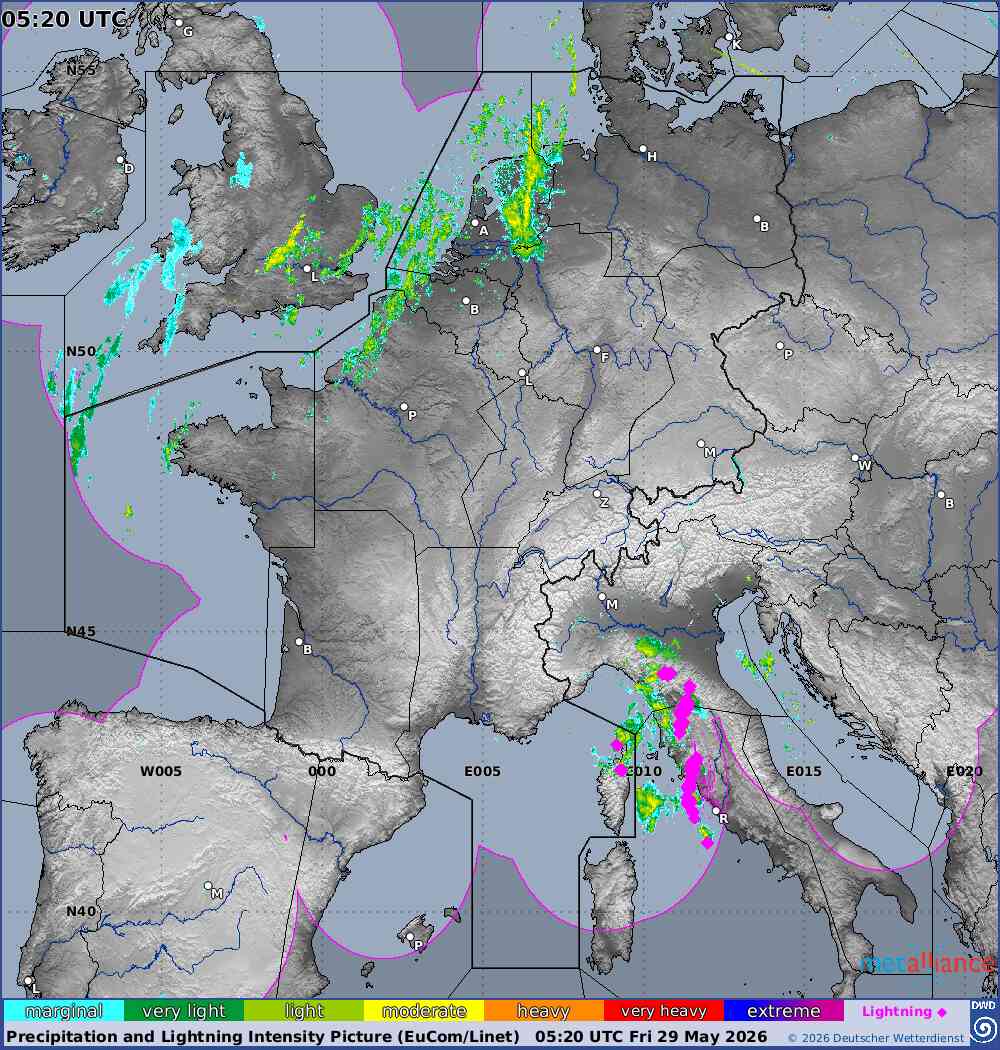 05:20 UTC
G
K
N55
D
H
A
B
L
B
N50
F
P
L
P
M
W
Z
B
M
N45
B
W005
000
E005
E010
E015
E020
R
M
N40
P
metalliance
L
marginal
very light
light
moderate
heavy
very heavy
extreme
Lightning ◆
DWD
Precipitation and Lightning Intensity Picture (EuCom/Linet) 05:20 UTC Fri 29 May 2026 © 2026 Deutscher Wetterdienst